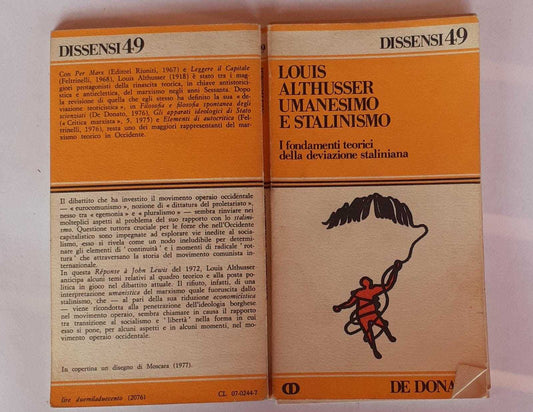 DISSENSI 49
Con Per Marx (Editori Riuniti, 1967) e Leggere il Capitale
(Feltrinelli, 1968), Louis Althusser (1918) è stato tra i mag-
giori protagonisti della rinascita teorica, in chiave antistorici-
stica e antieclettica, del marxismo negli anni Sessanta. Dopo
la revisione di quella che egli stesso ha definito la sua « de-
viazione teoricistica », in Filosofia e filosofia spontanea degli
scienziati (De Donato, 1976), Gli apparati ideologici di Stato
(« Critica marxista », 5, 1975) e Elementi di autocritica (Fel-
trinelli, 1976), resta uno dei maggiori rappresentanti del mar-
xismo teorico in Occidente.
Il dibattito che ha investito il movimento operaio occidentale
— « eurocomunismo », nozione di « dittatura del proletariato »,
nesso tra « egemonia » e « pluralismo » — sembra rinviare nei
molteplici aspetti al problema del suo rapporto con lo stalini-
smo. Questione tuttora cruciale per le forze che nell'Occidente
capitalistico sono impegnate ad esplorare vie inedite al socia-
lismo, esso si rivela come un nodo ineludibile per determi-
nare gli elementi di "continuità" e i momenti di radicale "rot-
tura" che attraversano la storia del movimento comunista in-
ternazionale.
In questa Réponse à John Lewis del 1972, Louis Althusser
anticipa alcuni temi relativi al quadro teorico e alla posta po-
litica in gioco nel dibattito attuale. Il rifiuto, infatti, di una
interpretazione umanistica del marxismo quale fuoruscita dallo
stalinismo, che — al pari della sua riduzione economicistica
— viene ricondotta alla penetrazione dell'ideologia borghese
nel movimento operaio, sembra chiamare in causa il rapporto
tra transizione al socialismo e "libertà" nella forma in cui
esso si pone, per alcuni aspetti e in alcuni momenti, nel mo-
vimento operaio occidentale.
In copertina un disegno di Moscara (1977).
lire duemiladuecento (2076)
CL 07-0244-7
49
DISSENSI 49
LOUIS
ALTHUSSER
UMANESIMO
E STALINISMO
I fondamenti teorici
della deviazione staliniana
DE DONA